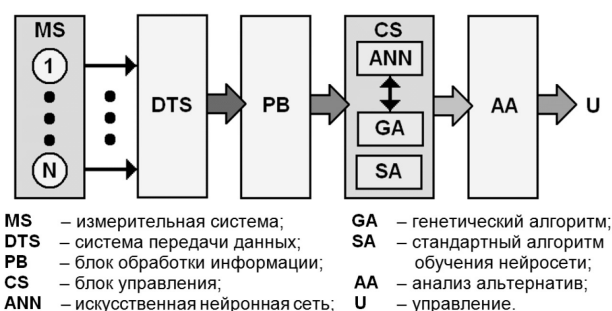 MS
1
N
DTS
PB
CS
ANN
GA
SA
AA
U
MS – измерительная система;
DTS – система передачи данных;
PB – блок обработки информации;
CS – блок управления;
ANN – искусственная нейронная сеть;
GA – генетический алгоритм;
SA – стандартный алгоритм
обучения нейросети;
AA – анализ альтернатив;
U – управление.